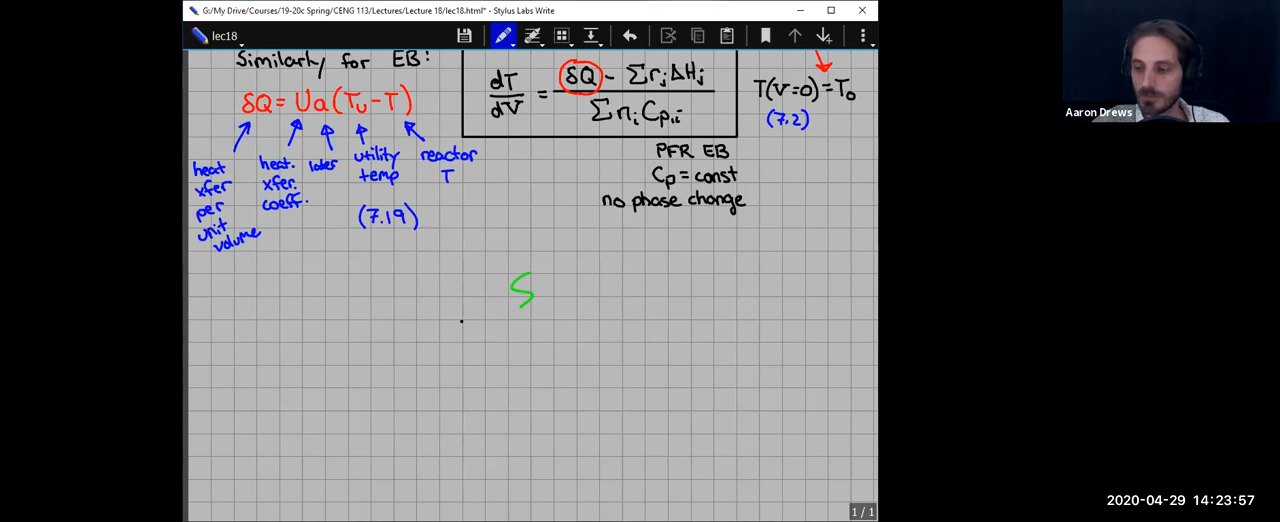 G:/My Drive/Courses/19-20c Spring/CENG 113/Lectures/Lecture 18/lec18.html* - Stylus Labs Write
lec18
Similarly for EB:
δQ = Ua(Tu - T)
heat
xfer
per
unit
volume
heat.
xfer.
coeff.
later
utility
temp
reactor
T
(7.19)
dT/dV = (δQ - Σ rj ΔHj) / (Σ ni Cp,i)
T(V=0) = T0
(7.2)
PFR EB
Cp = const
no phase change
S
1 / 1
Aaron Drews
2020-04-29 14:23:57